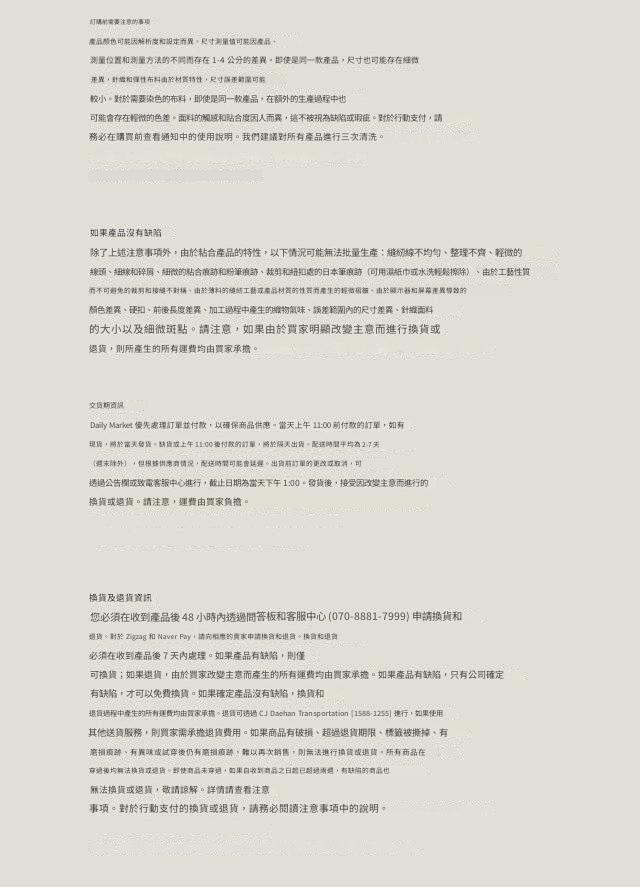 訂購前需要注意的事項
產品顏色可能因解析度和設定而異。尺寸測量值可能因產品、
測量位置和測量方法的不同而存在 1-4 公分的差異。即使是同一款產品，尺寸也可能存在細微
差異，針織和彈性布料由於材質特性，尺寸誤差範圍可能
較小。對於需要染色的布料，即使是同一款產品，在額外的生產過程中也
可能會存在輕微的色差。面料的觸感和貼合度因人而異，這不被視為缺陷或瑕疵。對於行動支付，請
務必在購買前查看通知中的使用說明。我們建議對所有產品進行三次清洗。
如果產品沒有缺陷
除了上述注意事項外，由於粘合產品的特性，以下情況可能無法批量生產：縫紉線不均勻、整理不齊、輕微的
線頭、細線和碎屑、細微的粘合痕跡和粉筆痕跡、裁剪和紐扣處的日本筆痕跡（可用濕紙巾或水洗輕鬆擦除）、由於工藝性質
而不可避免的裁剪和接縫不對稱、由於薄料的縫紉工藝或產品材質的性質而產生的輕微褶皺、由於顯示器和屏幕差異導致的
顏色差異、硬扣、前後長度差異、加工過程中產生的織物氣味、誤差範圍內的尺寸差異、針織面料
的大小以及細微斑點。請注意，如果由於買家明顯改變主意而進行換貨或
退貨，則所產生的所有運費均由買家承擔。
交貨期資訊
Daily Market 優先處理訂單並付款，以確保商品供應。當天上午 11:00 前付款的訂單，如有
現貨，將於當天發貨。缺貨或上午 11:00 後付款的訂單，將於隔天出貨。配送時間平均為 2-7 天
（週末除外），但根據供應商情況，配送時間可能會延遲。出貨前訂單的更改或取消，可
透過公告欄或致電客服中心進行，截止日期為當天下午 1:00。發貨後，接受因改變主意而進行的
換貨或退貨。請注意，運費由買家負擔。
換貨及退貨資訊
您必須在收到產品後 48 小時內透過問答板和客服中心 (070-8881-7999) 申請換貨和
退貨。對於 Zigzag 和 Naver Pay，請向相應的賣家申請換貨和退貨。換貨和退貨
必須在收到產品後 7 天內處理。如果產品有缺陷，則僅
可換貨；如果退貨，由於買家改變主意而產生的所有運費均由買家承擔。如果產品有缺陷，只有公司確定
有缺陷，才可以免費換貨。如果確定產品沒有缺陷，換貨和
退貨過程中產生的所有運費均由買家承擔。退貨可透過 CJ Daehan Transportation [1588-1255] 進行，如果使用
其他送貨服務，則買家需承擔退貨費用。如果商品有破損、超過退貨期限、標籤被撕掉、有
磨損痕跡、有異味或試穿後仍有磨損痕跡，難以再次銷售，則無法進行換貨或退貨。所有商品在
穿過後均無法換貨或退貨。即使商品未穿過，如果自收到商品之日起已超過兩週，有缺陷的商品也
無法換貨或退貨，敬請諒解。詳情請查看注意
事項。對於行動支付的換貨或退貨，請務必閱讀注意事項中的說明。